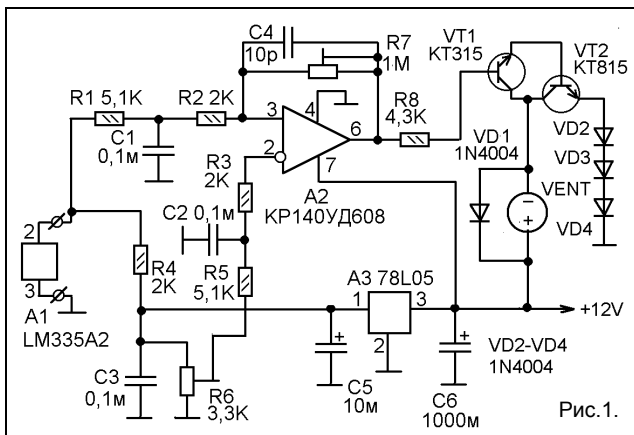 C4
10p
R7
1М
VT1
КТ315
VT2
КТ815
R1 5,1K
R2 2K
R8
4,3K
C1
0,1м
3
2
4
6
7
R3
2K
A2
КР140УД608
VD1
1N4004
VD2
VD3
VENT
VD4
−
+
C2 0,1м
2
3
A1
LM335A2
R4
2K
R5
5,1K
A3 78L05
1
3
2
+12V
C3
0,1м
R6
3,3K
+
C5
10м
+
C6
1000м
VD2-VD4
1N4004
Рис.1.